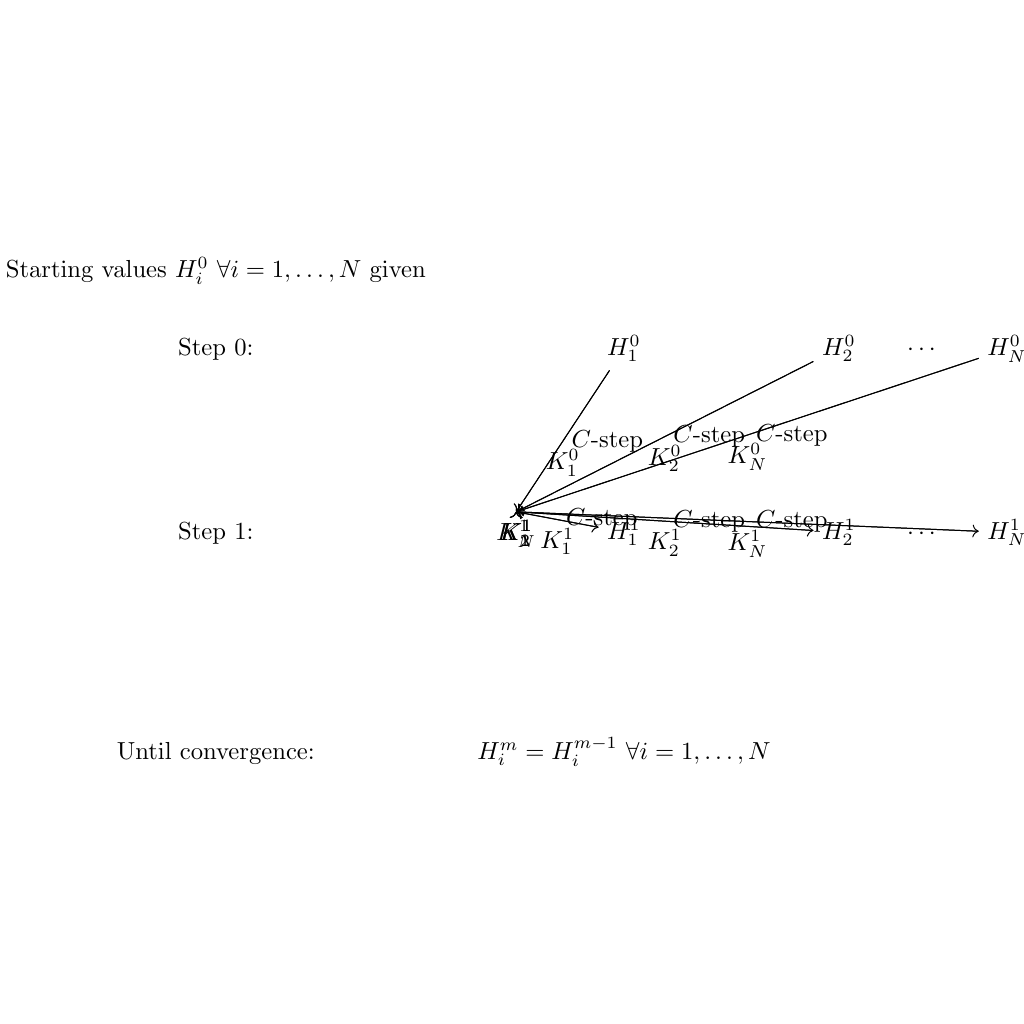 Starting values $H_i^0$ $\forall i = 1, \ldots, N$ given
Step 0: $H_1^0$ $H_2^0$ $\cdots$ $H_N^0$
$C$-step $C$-step $C$-step
$K_1^0$ $K_2^0$ $K_N^0$
$C$-step $C$-step $C$-step
Step 1: $H_1^1$ $H_2^1$ $\cdots$ $H_N^1$
$K_1^1$ $K_2^1$ $K_N^1$
Until convergence: $H_i^m = H_i^{m-1}$ $\forall i = 1, \ldots, N$